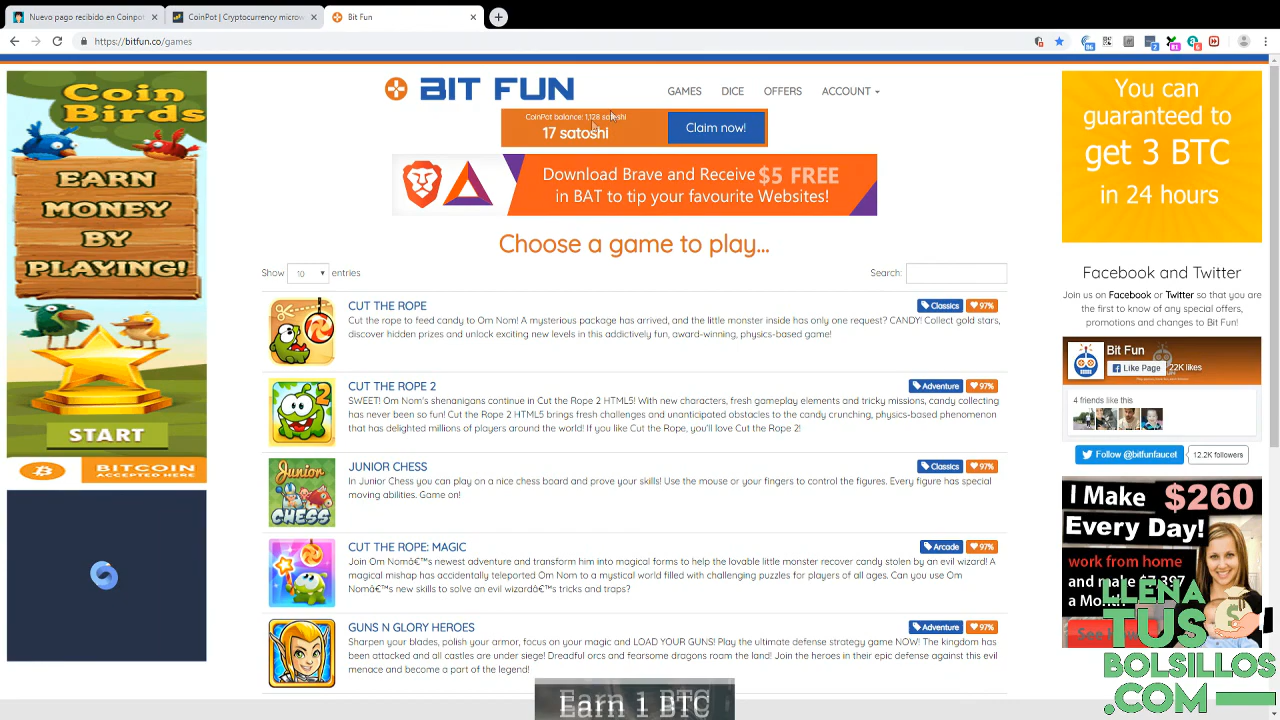 Nuevo pago recibido en Coinpot
CoinPot | Cryptocurrency microw
Bit Fun
https://bitfun.co/games
Coin
Birds
EARN
MONEY
BY
PLAYING!
START
BITCOIN
ACCEPTED HERE
BIT FUN
GAMES
DICE
OFFERS
ACCOUNT
CoinPot balance: 1,128 satoshi
17 satoshi
Claim now!
Download Brave and Receive $5 FREE
in BAT to tip your favourite Websites!
Choose a game to play...
Show 10 entries
Search:
CUT THE ROPE
Classics
97%
Cut the rope to feed candy to Om Nom! A mysterious package has arrived, and the little monster inside has only one request? CANDY! Collect gold stars,
discover hidden prizes and unlock exciting new levels in this addictively fun, award-winning, physics-based game!
CUT THE ROPE 2
Adventure
97%
SWEET! Om Nom's shenanigans continue in Cut the Rope 2 HTML5! With new characters, fresh gameplay elements and tricky missions, candy collecting
has never been so fun! Cut the Rope 2 HTML5 brings fresh challenges and unanticipated obstacles to the candy crunching, physics-based phenomenon
that has delighted millions of players around the world! If you like Cut the Rope, you'll love Cut the Rope 2!
JUNIOR CHESS
Classics
97%
Junior
CHESS
In Junior Chess you can play on a nice chess board and prove your skills! Use the mouse or your fingers to control the figures. Every figure has special
moving abilities. Game on!
CUT THE ROPE: MAGIC
Arcade
97%
Join Om Nomâ€™s newest adventure and transform him into magical forms to help the lovable little monster recover candy stolen by an evil wizard! A
magical mishap has accidentally teleported Om Nom to a mystical world filled with challenging puzzles for players of all ages. Can you use Om
Nomâ€™s new skills to solve an evil wizardâ€™s tricks and traps?
GUNS N GLORY HEROES
Adventure
97%
Sharpen your blades, polish your armor, focus on your magic and LOAD YOUR GUNS! Play the ultimate defense strategy game NOW! The kingdom has
been attacked and all castles are under siege! Dreadful orcs and fearsome dragons roam the land! Join the heroes in their epic defense against this evil
menace and become a part of the legend!
Earn 1 BTC
You can
guaranteed to
get 3 BTC
in 24 hours
Facebook and Twitter
Join us on Facebook or Twitter so that you are
the first to know of any special offers,
promotions and changes to Bit Fun!
Bit Fun
Like Page
22K likes
4 friends like this
Follow @bitfunfaucet
12.2K followers
I Make $260
Every Day!
work from home
and make
a Month
LLENA
TUS
BOLSILLOS
.COM